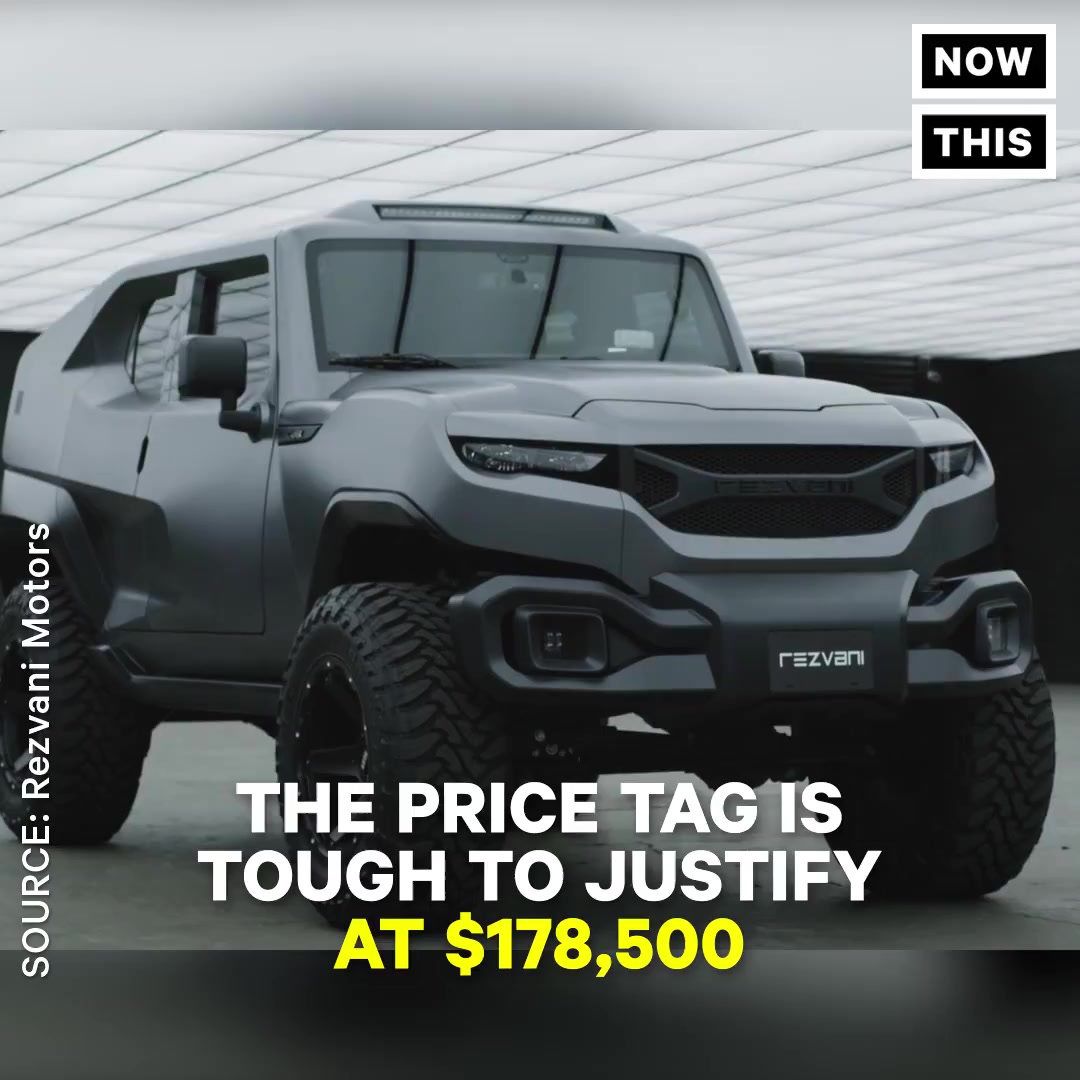 NOW
THIS
REZVANI
REZVANI
SOURCE: Rezvani Motors
THE PRICE TAG IS
TOUGH TO JUSTIFY
AT $178,500